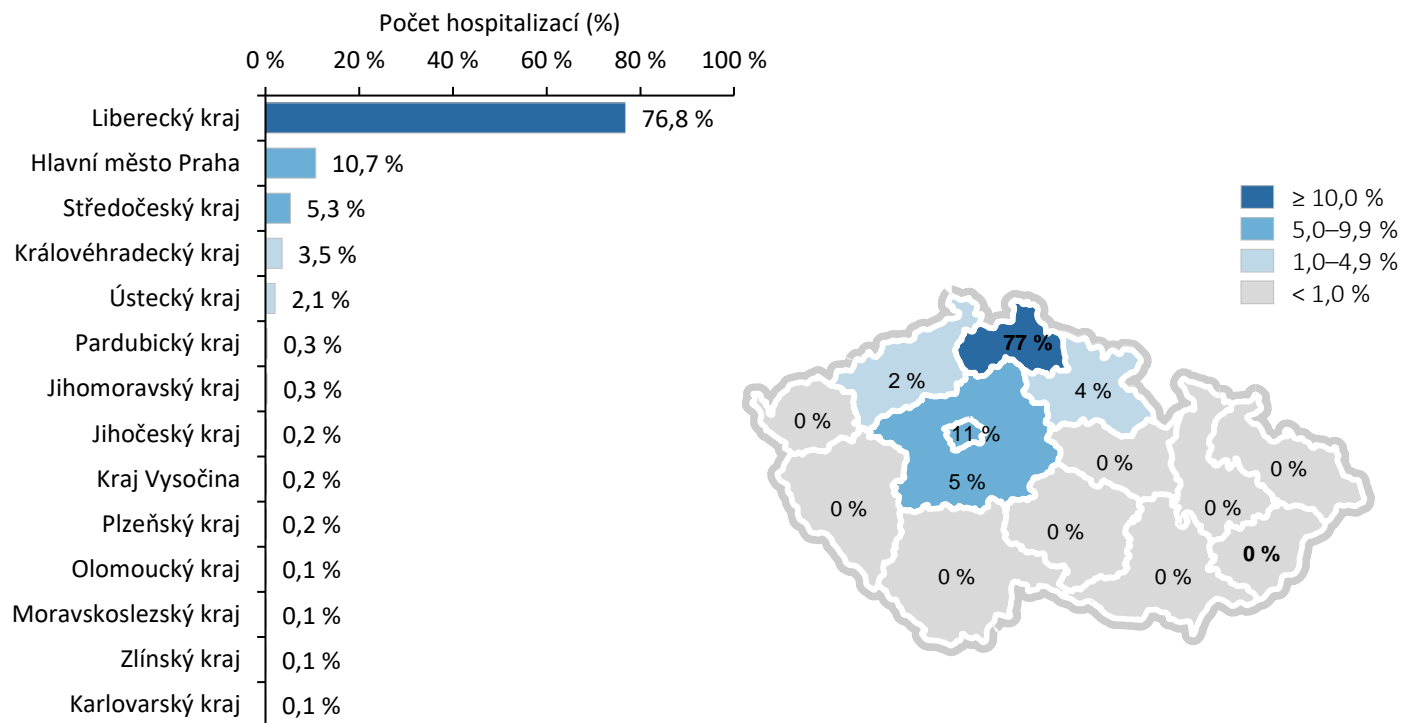 Počet hospitalizací (%)
0 % 20 % 40 % 60 % 80 % 100 %
Liberecký kraj 76,8 %
Hlavní město Praha 10,7 %
Středočeský kraj 5,3 %
Královéhradecký kraj 3,5 %
Ústecký kraj 2,1 %
Pardubický kraj 0,3 %
Jihomoravský kraj 0,3 %
Jihočeský kraj 0,2 %
Kraj Vysočina 0,2 %
Plzeňský kraj 0,2 %
Olomoucký kraj 0,1 %
Moravskoslezský kraj 0,1 %
Zlínský kraj 0,1 %
Karlovarský kraj 0,1 %
≥ 10,0 %
5,0–9,9 %
1,0–4,9 %
< 1,0 %
77 %
2 %
4 %
0 %
11 %
0 %
0 %
5 %
0 %
0 %
0 %
0 %
0 %
0 %